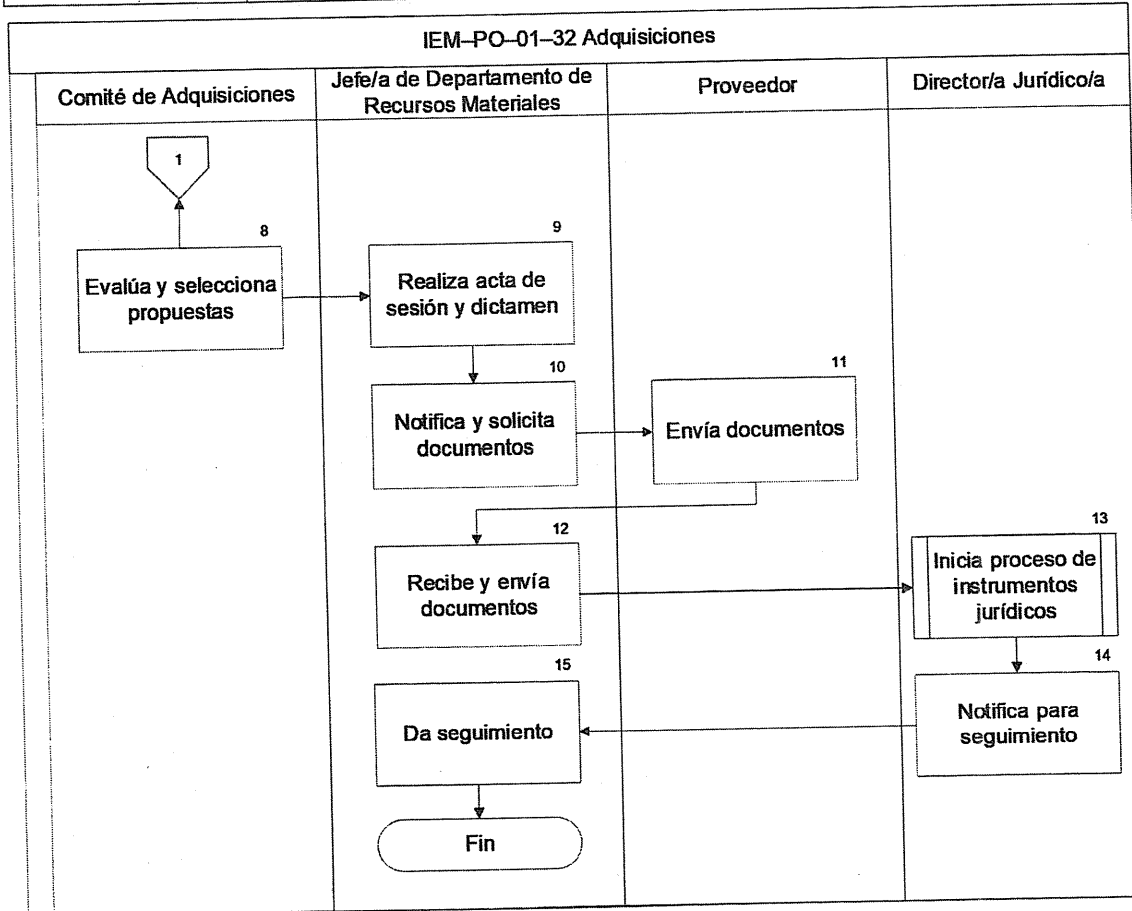 IEM–PO–01–32 Adquisiciones
Comité de Adquisiciones
Jefe/a de Departamento de
Recursos Materiales
Proveedor
Director/a Jurídico/a
1
8
Evalúa y selecciona
propuestas
9
Realiza acta de
sesión y dictamen
10
Notifica y solicita
documentos
11
Envía documentos
12
Recibe y envía
documentos
13
Inicia proceso de
instrumentos
jurídicos
14
Notifica para
seguimiento
15
Da seguimiento
Fin